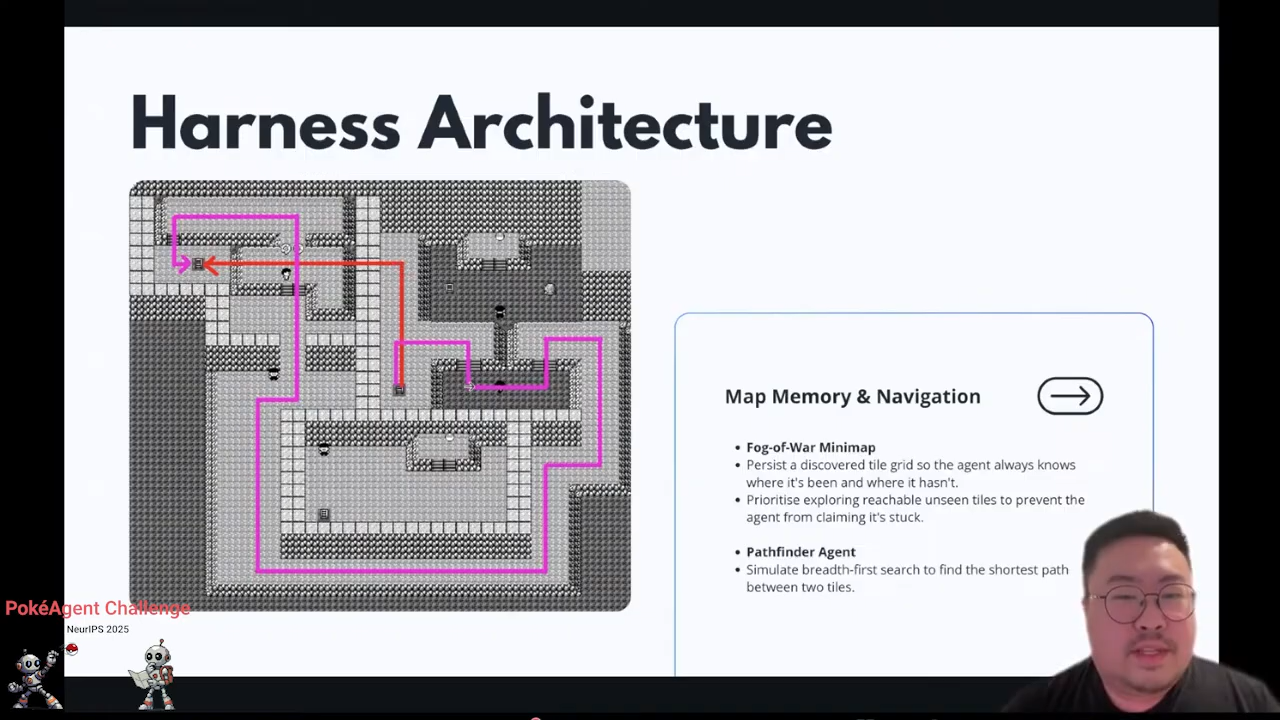 Harness Architecture
Map Memory & Navigation
• Fog-of-War Minimap
• Persist a discovered tile grid so the agent always knows
where it's been and where it hasn't.
• Prioritise exploring reachable unseen tiles to prevent the
agent from claiming it's stuck.
• Pathfinder Agent
• Simulate breadth-first search to find the shortest path
between two tiles.
PokéAgent Challenge
NeurIPS 2025